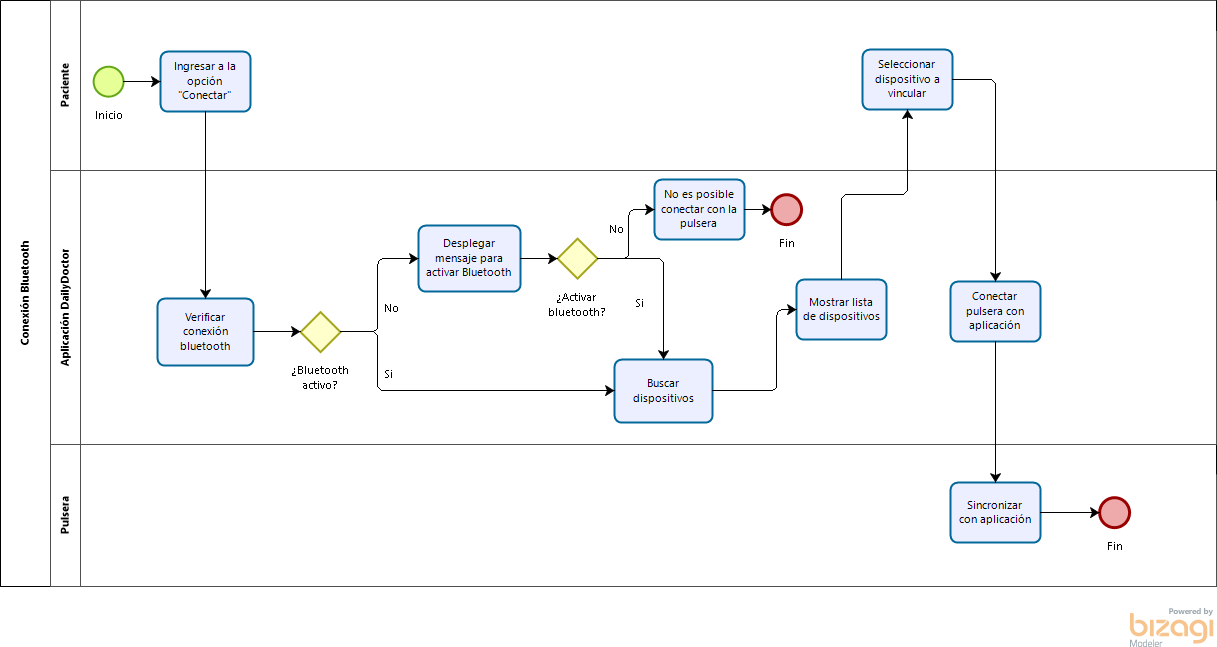 Conexión Bluetooth
Paciente
Inicio
Ingresar a la
opción
"Conectar"
Seleccionar
dispositivo a
vincular
Aplicación DailyDoctor
Verificar
conexión
bluetooth
¿Bluetooth
activo?
No
Si
Desplegar
mensaje para
activar Bluetooth
¿Activar
bluetooth?
No
Si
No es posible
conectar con la
pulsera
Fin
Buscar
dispositivos
Mostrar lista
de dispositivos
Conectar
pulsera con
aplicación
Pulsera
Sincronizar
con aplicación
Fin
Powered by
bizagi
Modeler